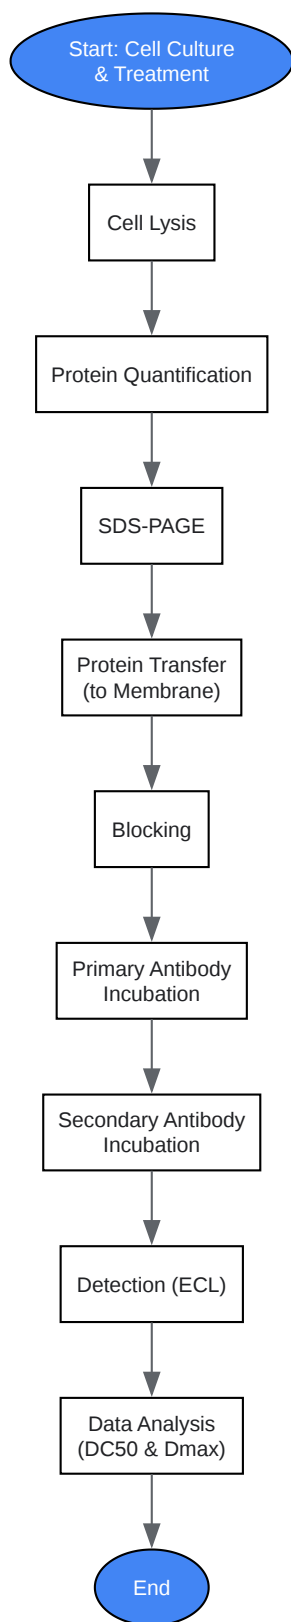 Start: Cell Culture
& Treatment
Cell Lysis
Protein Quantification
SDS-PAGE
Protein Transfer
(to Membrane)
Blocking
Primary Antibody
Incubation
Secondary Antibody
Incubation
Detection (ECL)
Data Analysis
(DC50 & Dmax)
End